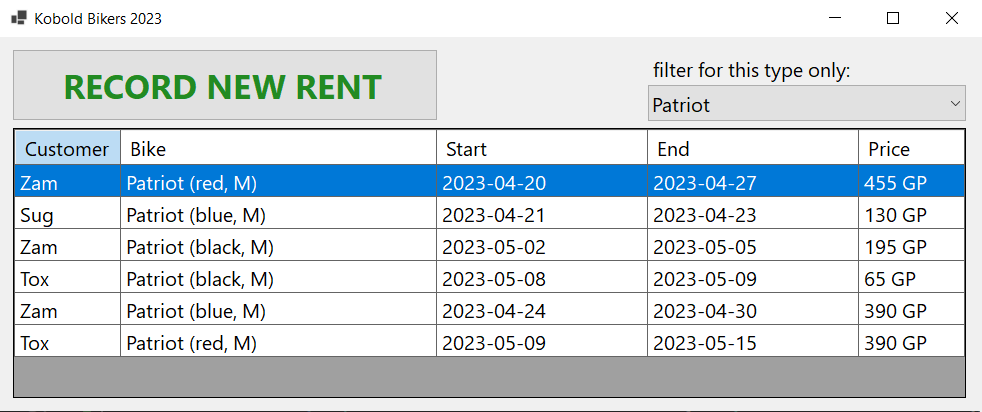 Kobold Bikers 2023
RECORD NEW RENT
filter for this type only:
Patriot
Customer Bike Start End Price
Zam Patriot (red, M) 2023-04-20 2023-04-27 455 GP
Sug Patriot (blue, M) 2023-04-21 2023-04-23 130 GP
Zam Patriot (black, M) 2023-05-02 2023-05-05 195 GP
Tox Patriot (black, M) 2023-05-08 2023-05-09 65 GP
Zam Patriot (blue, M) 2023-04-24 2023-04-30 390 GP
Tox Patriot (red, M) 2023-05-09 2023-05-15 390 GP